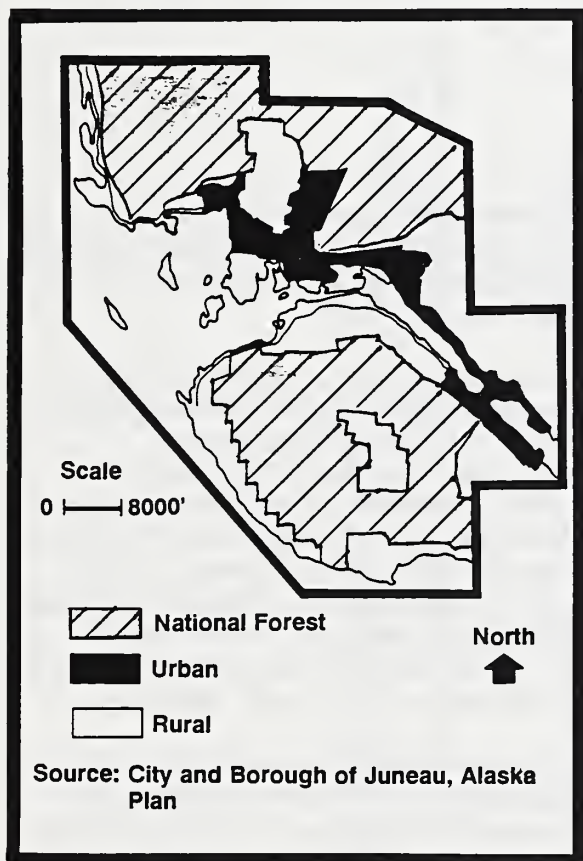 Scale
0 8000'
National Forest
North
Urban
Rural
Source: City and Borough of Juneau, Alaska
Plan